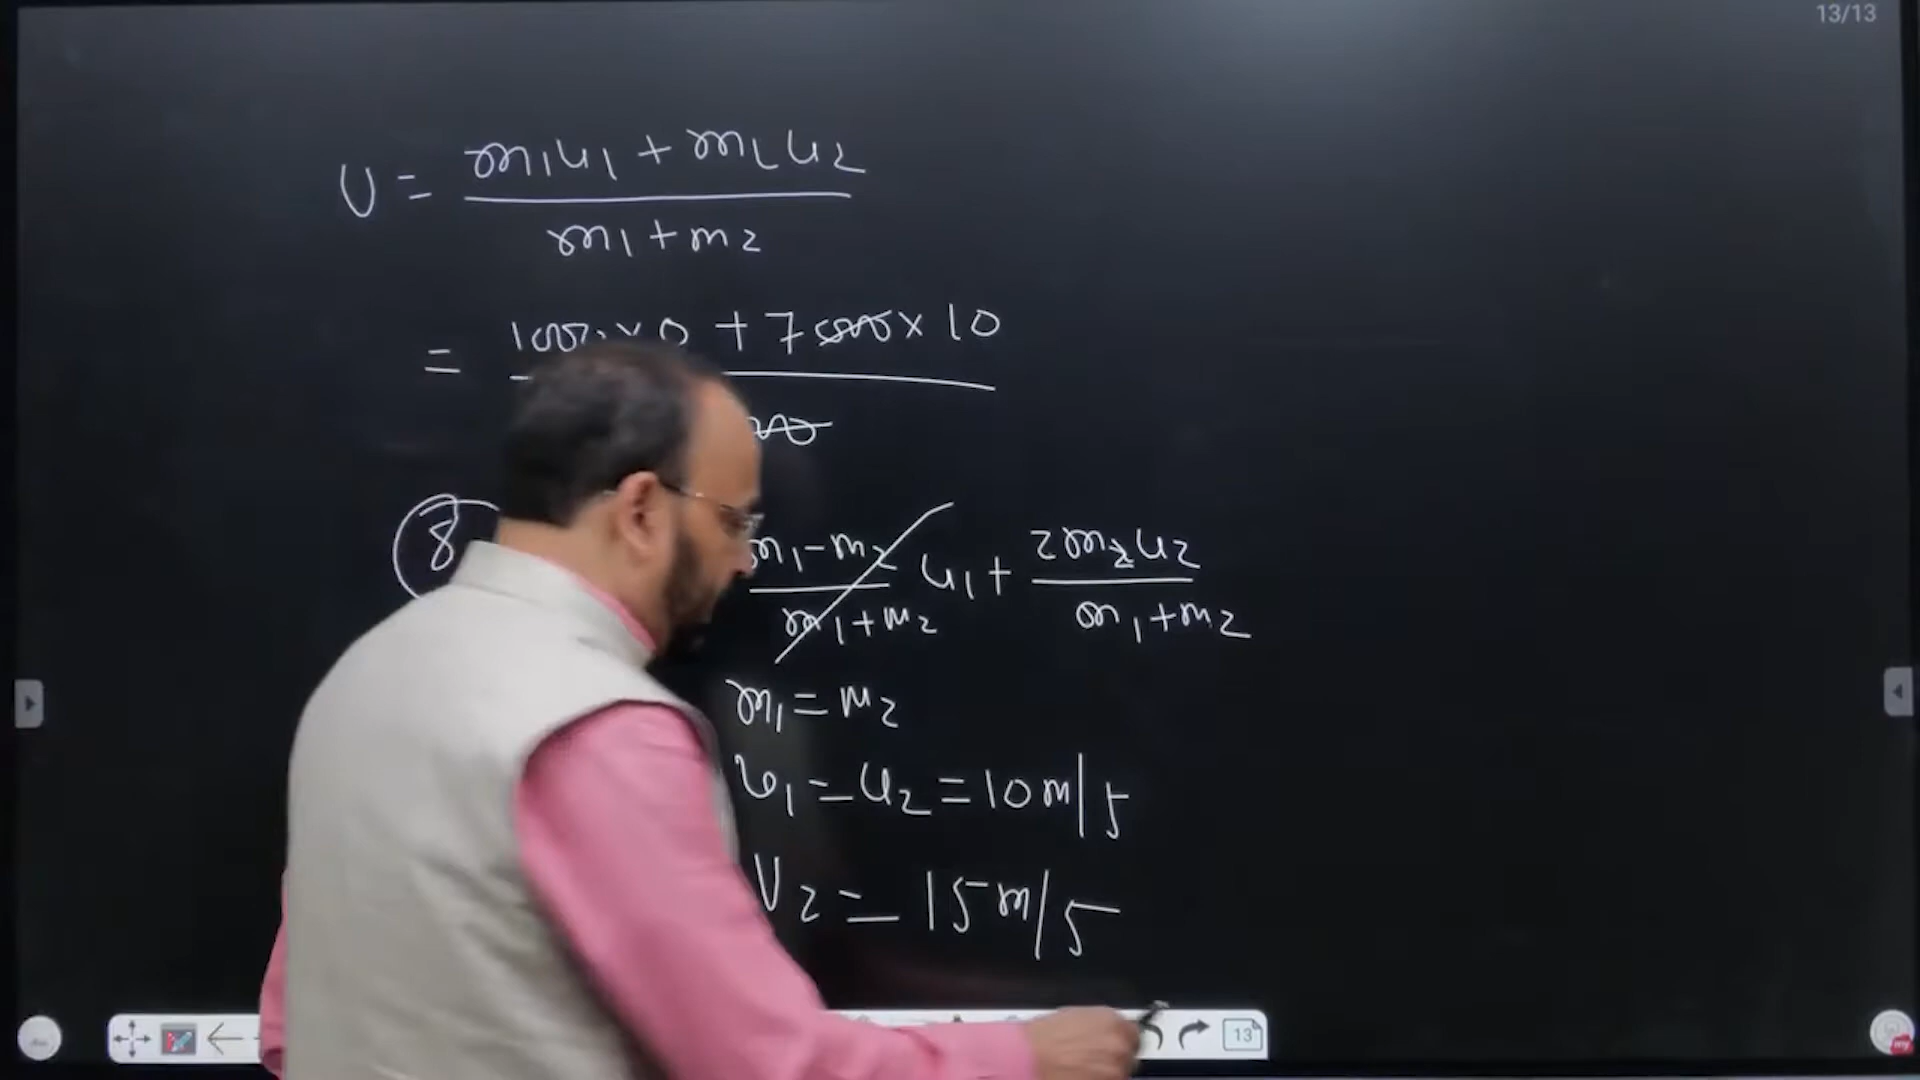 13/13
U = m₁u₁ + m₂u₂ / m₁ + m₂
= 1000 × 0 + 7000 × 10
8
m₁ - m₂ / m₁ + m₂ u₁ + 2m₂u₂ / m₁ + m₂
m₁ = m₂
v₁ = u₂ = 10 m/s
V₂ = 15 m/s
13